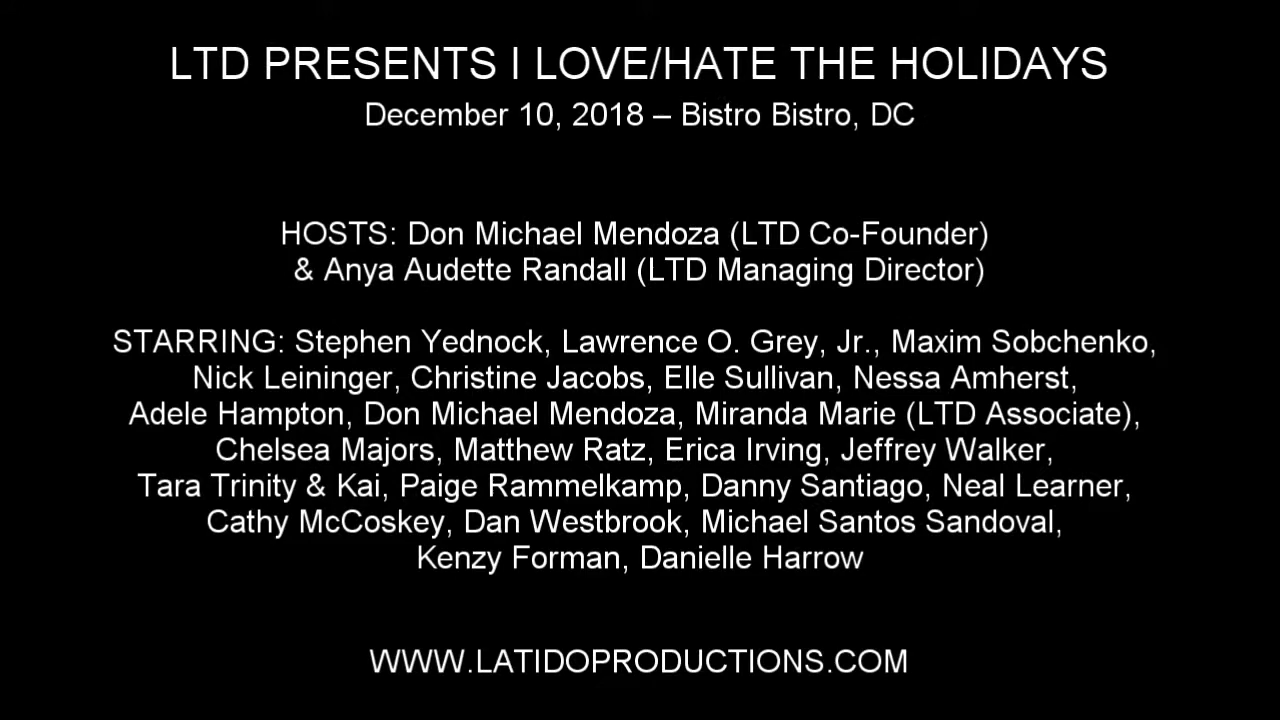 LTD PRESENTS I LOVE/HATE THE HOLIDAYS
December 10, 2018 – Bistro Bistro, DC
HOSTS: Don Michael Mendoza (LTD Co-Founder)
& Anya Audette Randall (LTD Managing Director)
STARRING: Stephen Yednock, Lawrence O. Grey, Jr., Maxim Sobchenko,
Nick Leininger, Christine Jacobs, Elle Sullivan, Nessa Amherst,
Adele Hampton, Don Michael Mendoza, Miranda Marie (LTD Associate),
Chelsea Majors, Matthew Ratz, Erica Irving, Jeffrey Walker,
Tara Trinity & Kai, Paige Rammelkamp, Danny Santiago, Neal Learner,
Cathy McCoskey, Dan Westbrook, Michael Santos Sandoval,
Kenzy Forman, Danielle Harrow
WWW.LATIDOPRODUCTIONS.COM